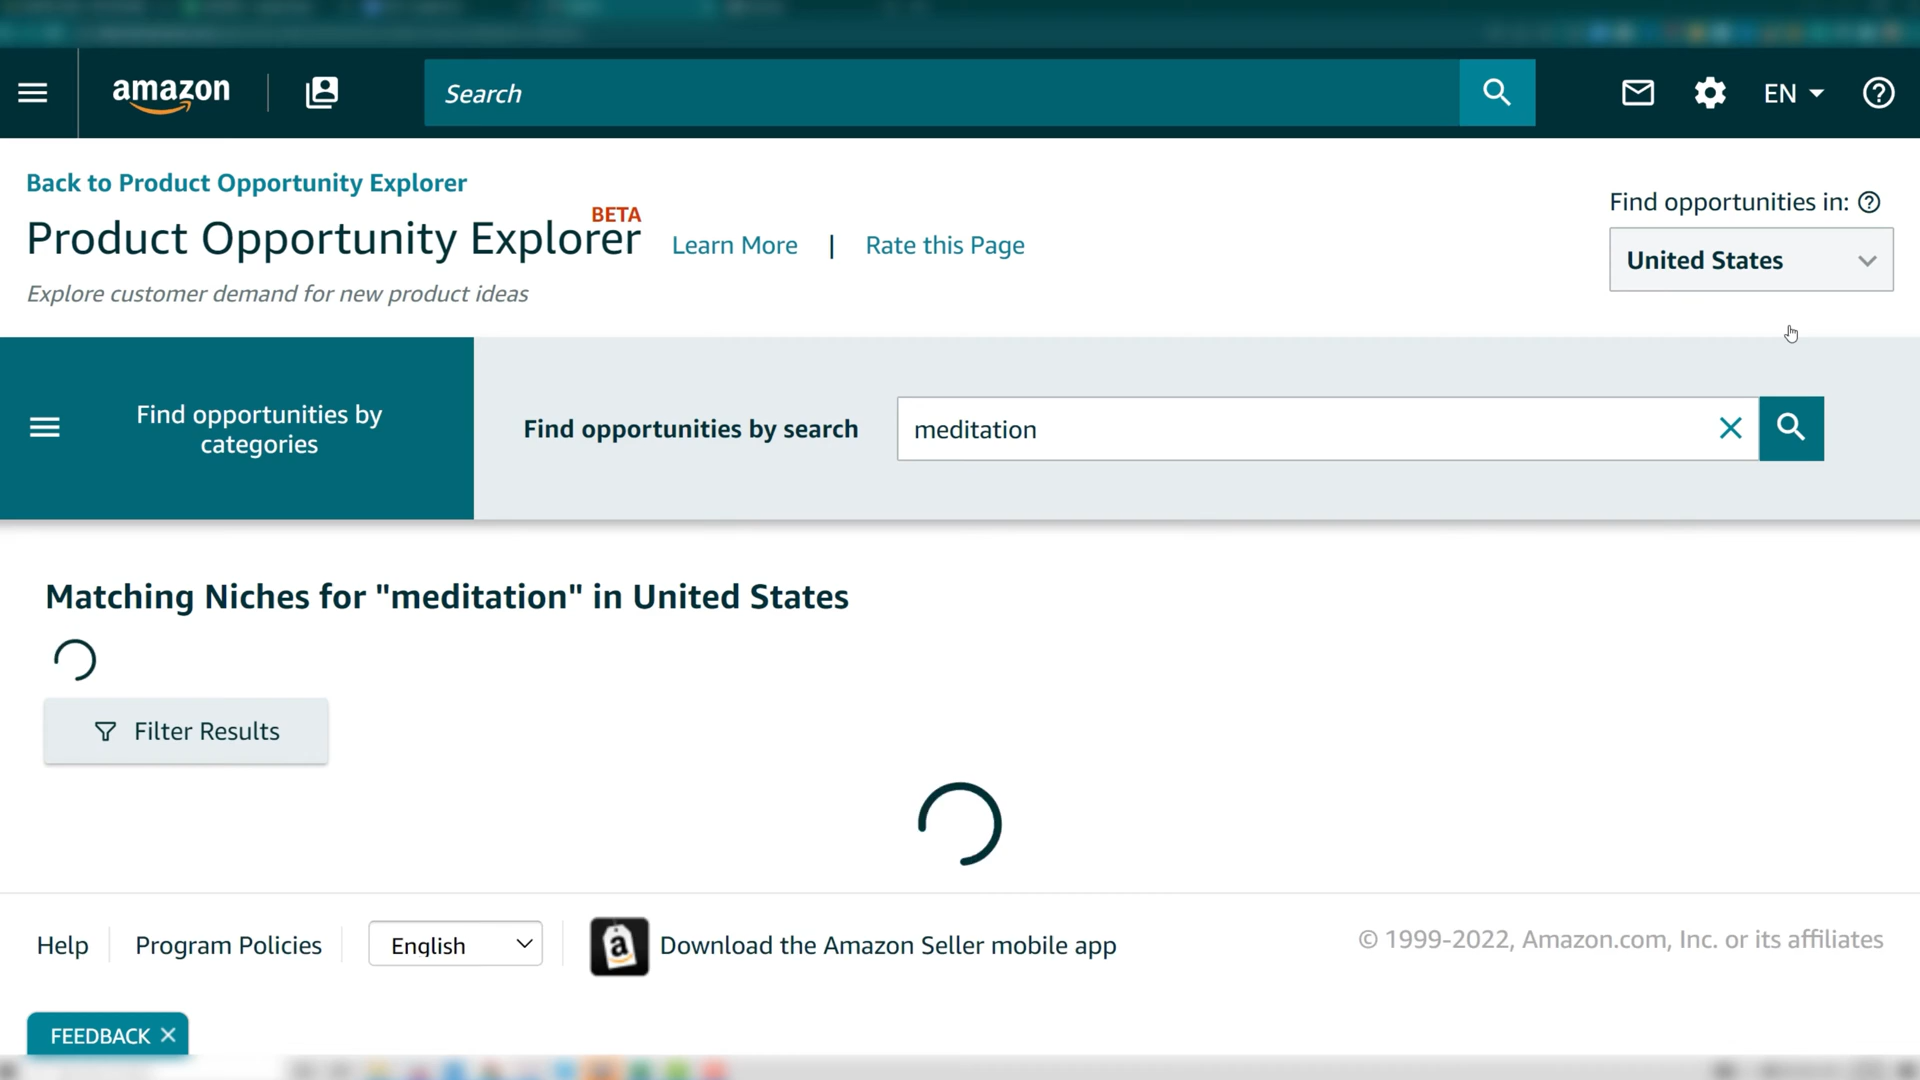 amazon
Search
EN
Back to Product Opportunity Explorer
Product Opportunity Explorer BETA
Learn More | Rate this Page
Explore customer demand for new product ideas
Find opportunities in:
United States
Find opportunities by
categories
Find opportunities by search
meditation
Matching Niches for "meditation" in United States
Filter Results
Help
Program Policies
English
Download the Amazon Seller mobile app
© 1999-2022, Amazon.com, Inc. or its affiliates
FEEDBACK